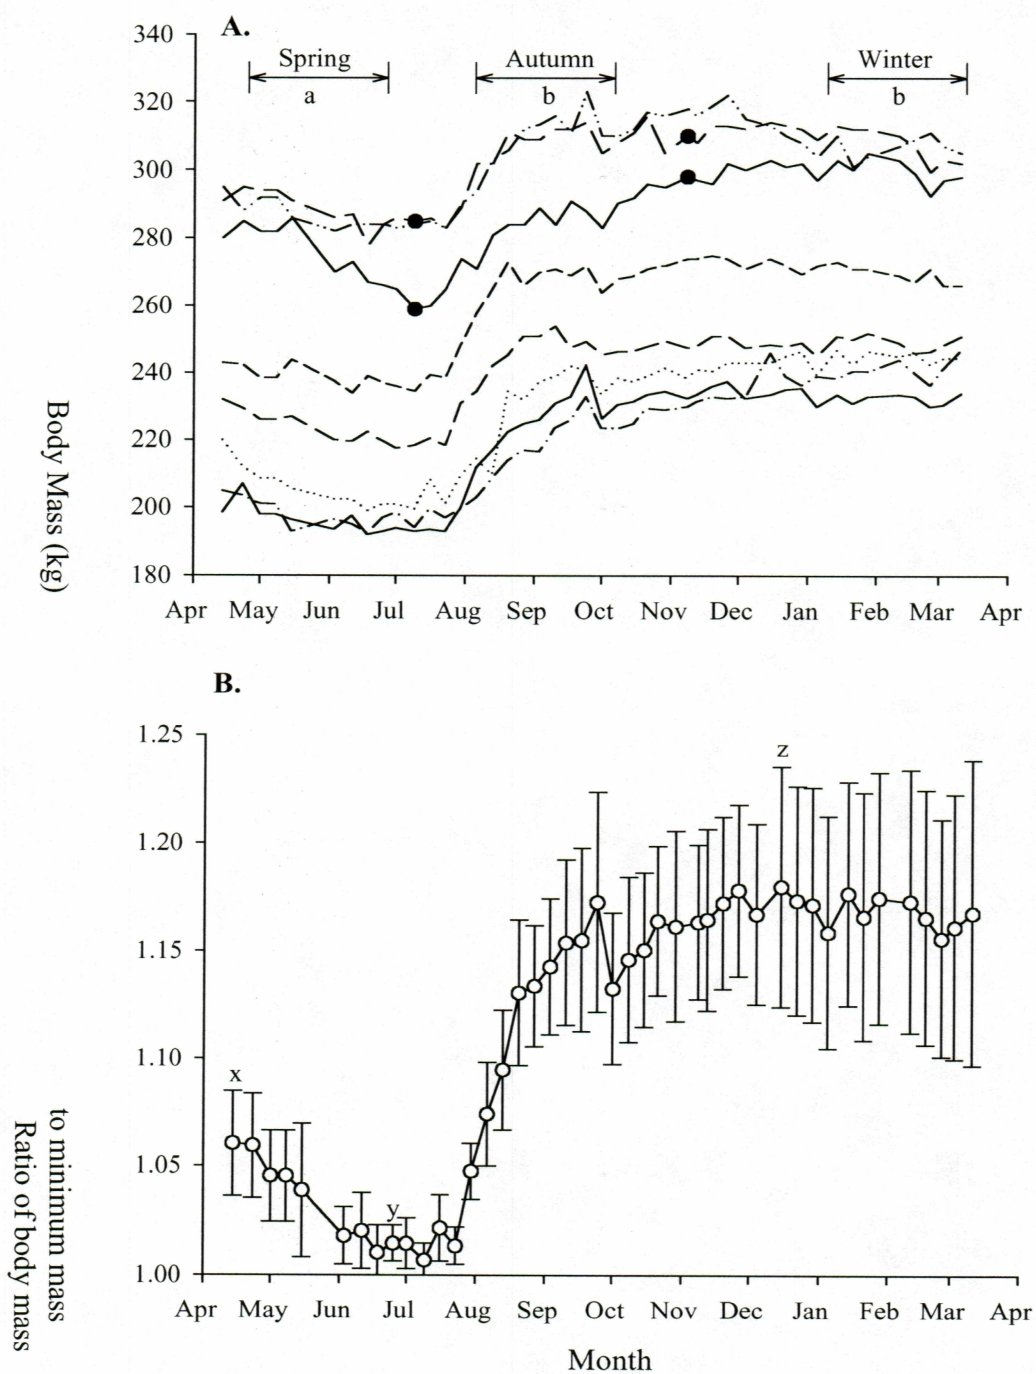 A.
340
320
300
280
260
240
220
200
180
Spring
a
Autumn
b
Winter
b
Body Mass (kg)
Apr May Jun Jul Aug Sep Oct Nov Dec Jan Feb Mar Apr
B.
1.25
1.20
1.15
1.10
1.05
1.00
x
y
z
Ratio of body mass
to minimum mass
Apr May Jun Jul Aug Sep Oct Nov Dec Jan Feb Mar Apr
Month